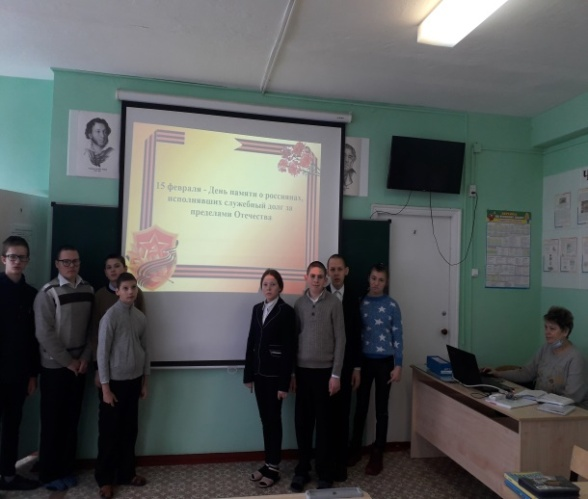 15 февраля - День памяти о россиянах,
исполнявших служебный долг за
пределами Отечества